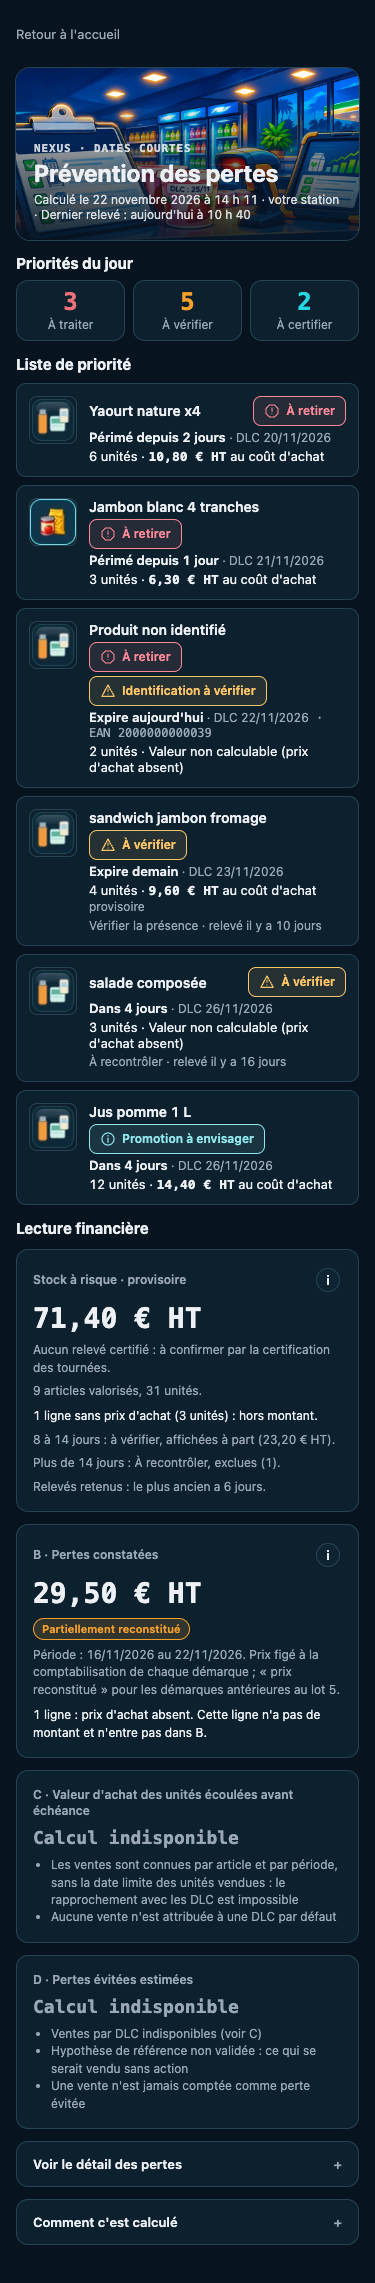 Retour à l'accueil
NEXUS · DATES COURTES
Prévention des pertes
DLC : 25/11
Calculé le 22 novembre 2026 à 14 h 11 · votre station
· Dernier relevé : aujourd'hui à 10 h 40
Priorités du jour
3
À traiter
5
À vérifier
2
À certifier
Liste de priorité
Yaourt nature x4
À retirer
Périmé depuis 2 jours · DLC 20/11/2026
6 unités · 10,80 € HT au coût d'achat
Jambon blanc 4 tranches
À retirer
Périmé depuis 1 jour · DLC 21/11/2026
3 unités · 6,30 € HT au coût d'achat
Produit non identifié
À retirer
Identification à vérifier
Expire aujourd'hui · DLC 22/11/2026 ·
EAN 2000000000039
2 unités · Valeur non calculable (prix
d'achat absent)
sandwich jambon fromage
À vérifier
Expire demain · DLC 23/11/2026
4 unités · 9,60 € HT au coût d'achat
provisoire
Vérifier la présence · relevé il y a 10 jours
salade composée
À vérifier
Dans 4 jours · DLC 26/11/2026
3 unités · Valeur non calculable (prix
d'achat absent)
À recontrôler · relevé il y a 16 jours
Jus pomme 1 L
Promotion à envisager
Dans 4 jours · DLC 26/11/2026
12 unités · 14,40 € HT au coût d'achat
Lecture financière
Stock à risque · provisoire
i
71,40 € HT
Aucun relevé certifié : à confirmer par la certification
des tournées.
9 articles valorisés, 31 unités.
1 ligne sans prix d'achat (3 unités) : hors montant.
8 à 14 jours : à vérifier, affichées à part (23,20 € HT).
Plus de 14 jours : À recontrôler, exclues (1).
Relevés retenus : le plus ancien a 6 jours.
B · Pertes constatées
i
29,50 € HT
Partiellement reconstitué
Période : 16/11/2026 au 22/11/2026. Prix figé à la
comptabilisation de chaque démarque ; « prix
reconstitué » pour les démarques antérieures au lot 5.
1 ligne : prix d'achat absent. Cette ligne n'a pas de
montant et n'entre pas dans B.
C · Valeur d'achat des unités écoulées avant
échéance
Calcul indisponible
• Les ventes sont connues par article et par période,
sans la date limite des unités vendues : le
rapprochement avec les DLC est impossible
• Aucune vente n'est attribuée à une DLC par défaut
D · Pertes évitées estimées
Calcul indisponible
• Ventes par DLC indisponibles (voir C)
• Hypothèse de référence non validée : ce qui se
serait vendu sans action
• Une vente n'est jamais comptée comme perte
évitée
Voir le détail des pertes
+
Comment c'est calculé
+